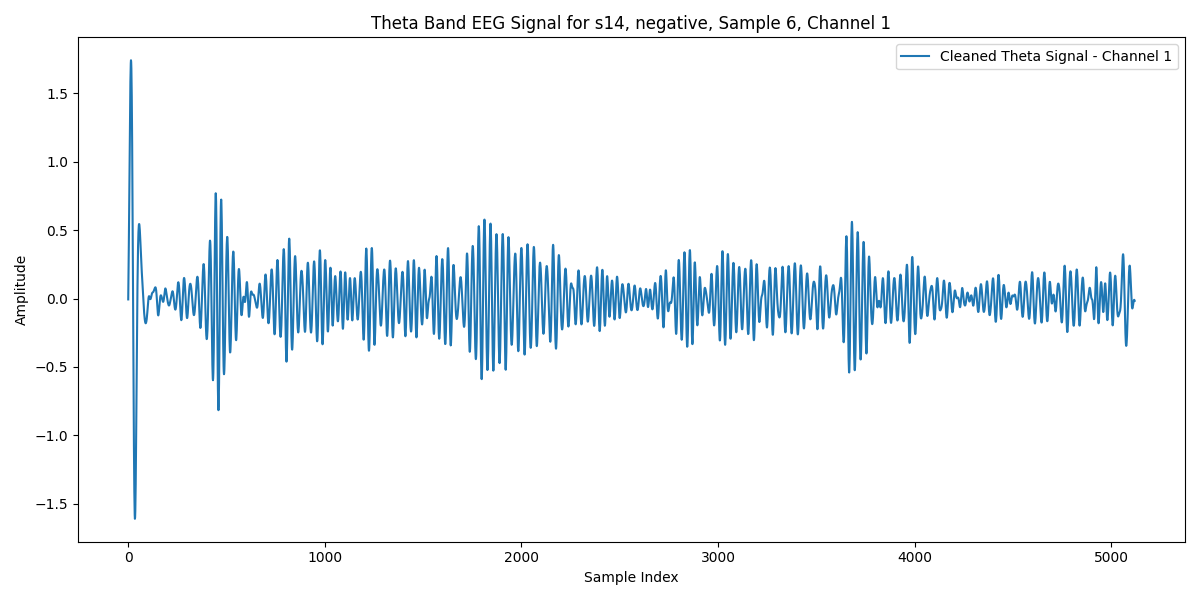 Theta Band EEG Signal for s14, negative, Sample 6, Channel 1
Cleaned Theta Signal - Channel 1
Amplitude
1.5
1.0
0.5
0.0
−0.5
−1.0
−1.5
0 1000 2000 3000 4000 5000
Sample Index